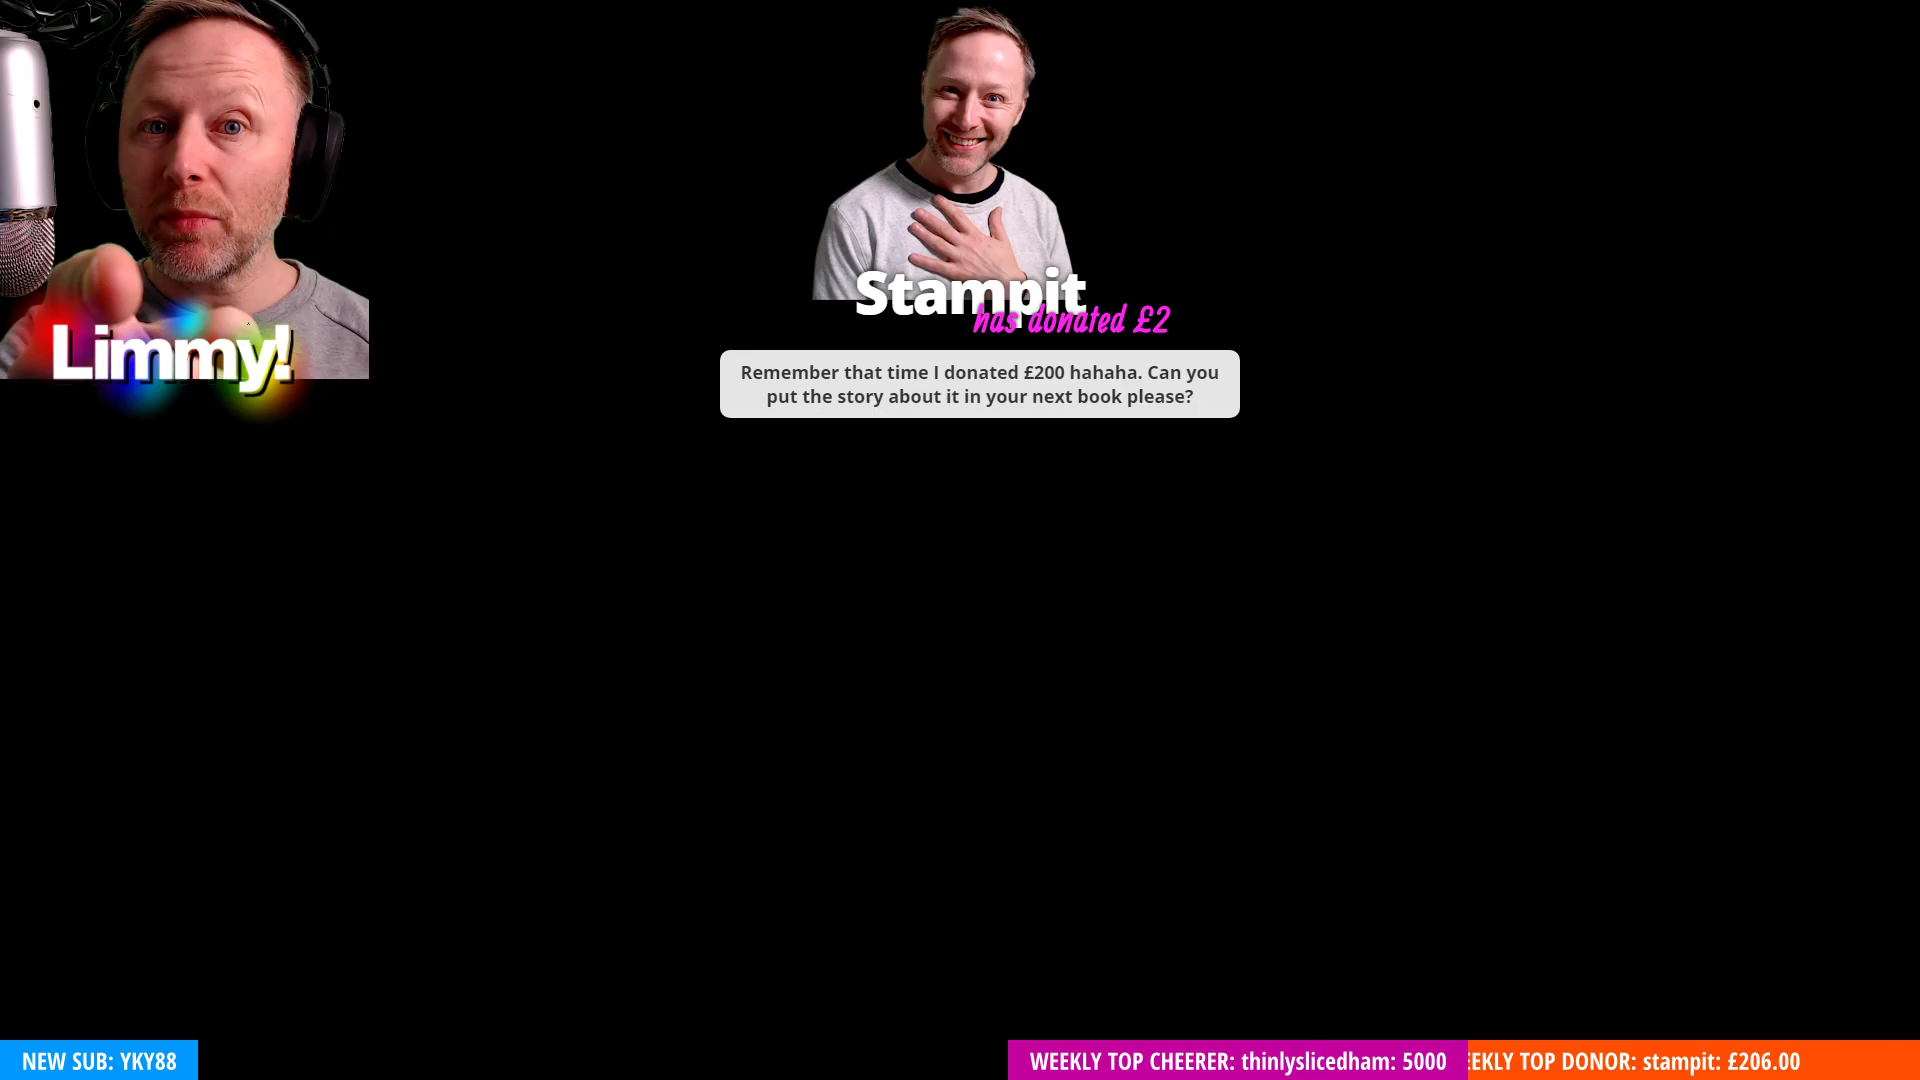 Limmy!
Stampit
has donated £2
Remember that time I donated £200 hahaha. Can you
put the story about it in your next book please?
NEW SUB: YKY88
WEEKLY TOP CHEERER: thinlyslicedham: 5000
EKLY TOP DONOR: stampit: £206.00